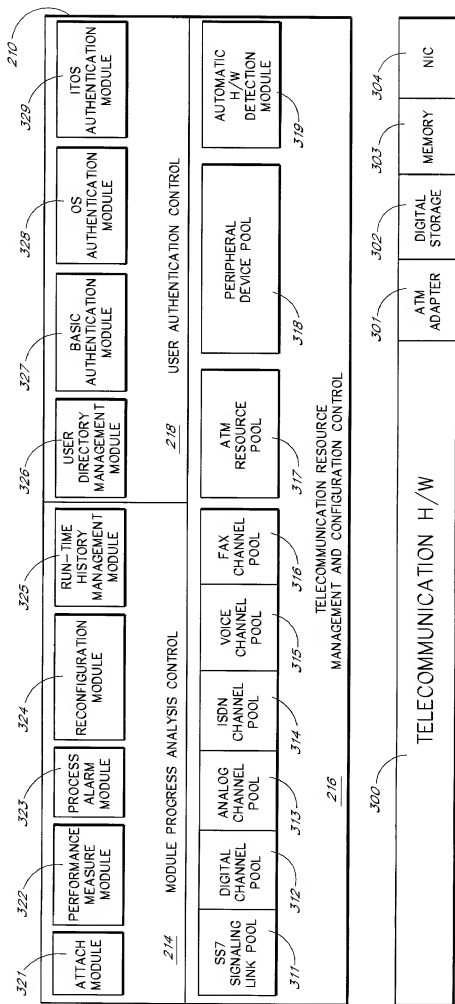 210
321
322
323
324
325
326
327
328
329
ATTACH
MODULE
PERFORMANCE
MEASURE
MODULE
PROCESS
ALARM
MODULE
RECONFIGURATION
MODULE
RUN-TIME
HISTORY
MANAGEMENT
MODULE
USER
DIRECTORY
MANAGEMENT
MODULE
BASIC
AUTHENTICATION
MODULE
OS
AUTHENTICATION
MODULE
ITOS
AUTHENTICATION
MODULE
214
MODULE PROGRESS ANALYSIS CONTROL
218
USER AUTHENTICATION CONTROL
SS7
SIGNALING
LINK POOL
DIGITAL
CHANNEL
POOL
ANALOG
CHANNEL
POOL
ISDN
CHANNEL
POOL
VOICE
CHANNEL
POOL
FAX
CHANNEL
POOL
ATM
RESOURCE
POOL
PERIPHERAL
DEVICE POOL
AUTOMATIC
H/W
DETECTION
MODULE
311
312
313
314
315
316
317
318
319
216
TELECOMMUNICATION RESOURCE
MANAGEMENT AND CONFIGURATION CONTROL
300
301
302
303
304
TELECOMMUNICATION H/W
ATM
ADAPTER
DIGITAL
STORAGE
MEMORY
NIC